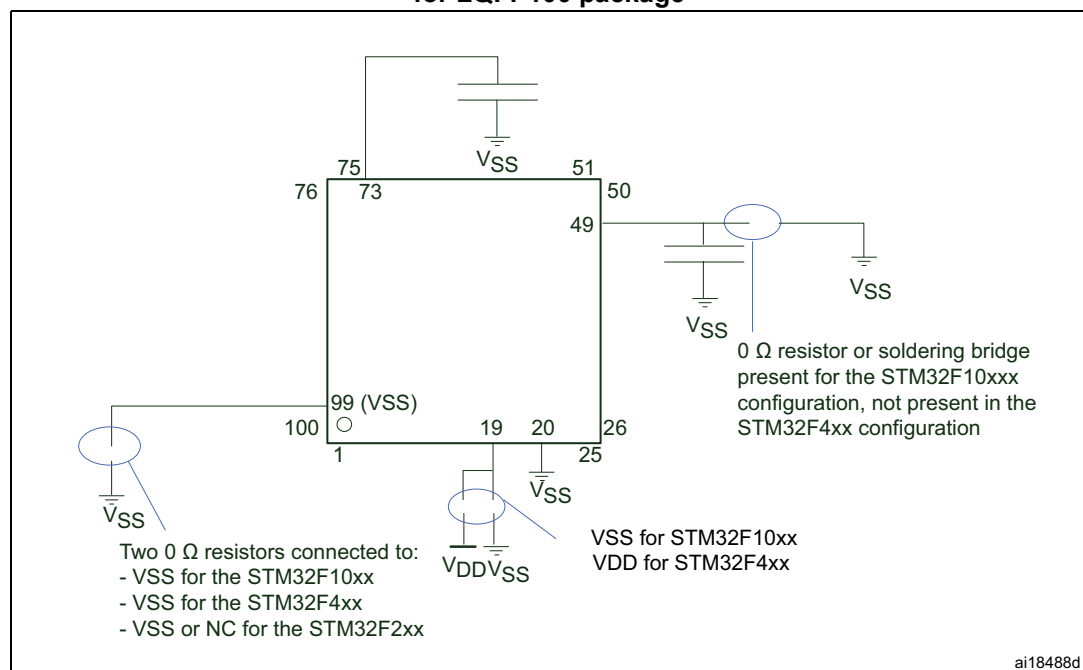 VSS
75
51
76
73
50
49
VSS
VSS
0 Ω resistor or soldering bridge
present for the STM32F10xxx
configuration, not present in the
STM32F4xx configuration
99 (VSS)
100
19
20
26
1
25
VSS
VSS
VDD VSS
VSS for STM32F10xx
VDD for STM32F4xx
Two 0 Ω resistors connected to:
- VSS for the STM32F10xx
- VSS for the STM32F4xx
- VSS or NC for the STM32F2xx
ai18488d